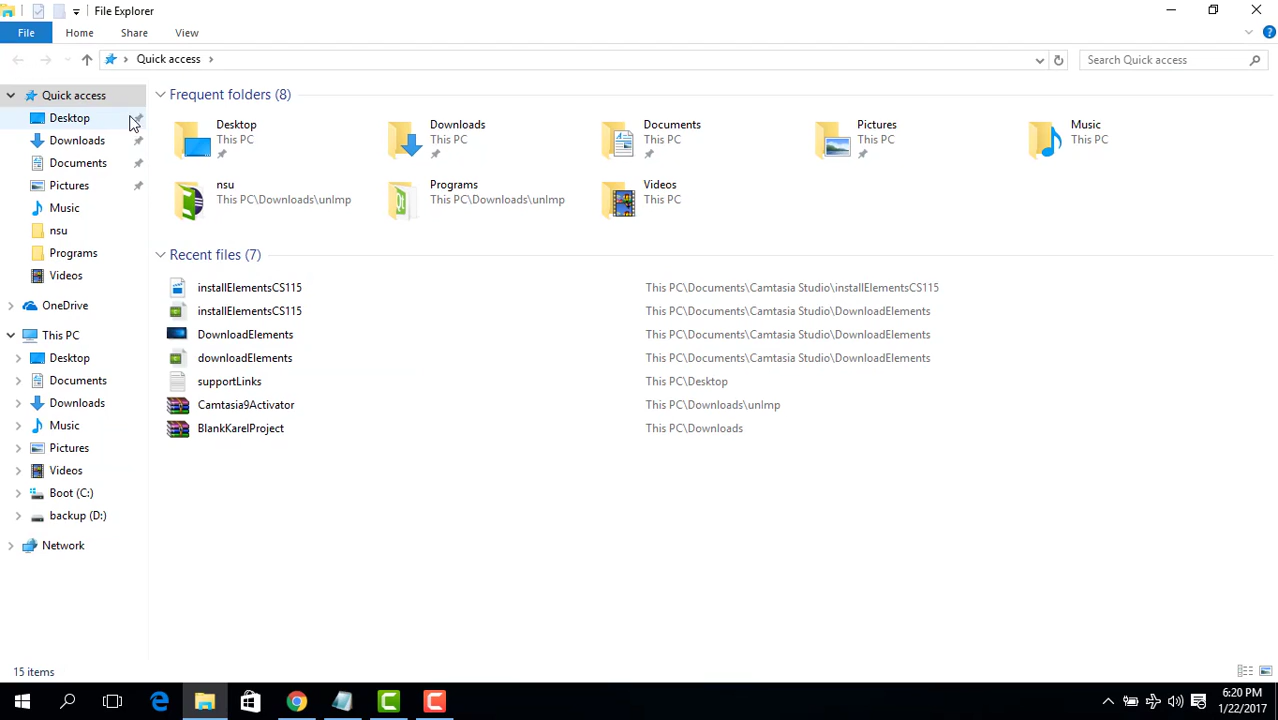 File Explorer
File Home Share View
Quick access Search Quick access
Quick access
Desktop
Downloads
Documents
Pictures
Music
nsu
Programs
Videos
OneDrive
This PC
Desktop
Documents
Downloads
Music
Pictures
Videos
Boot (C:)
backup (D:)
Network
Frequent folders (8)
Desktop
This PC
Downloads
This PC
Documents
This PC
Pictures
This PC
Music
This PC
nsu
This PC\Downloads\unImp
Programs
This PC\Downloads\unImp
Videos
This PC
Recent files (7)
installElementsCS115 This PC\Documents\Camtasia Studio\installElementsCS115
installElementsCS115 This PC\Documents\Camtasia Studio\DownloadElements
DownloadElements This PC\Documents\Camtasia Studio\DownloadElements
downloadElements This PC\Documents\Camtasia Studio\DownloadElements
supportLinks This PC\Desktop
Camtasia9Activator This PC\Downloads\unImp
BlankKarelProject This PC\Downloads
15 items
6:20 PM
1/22/2017